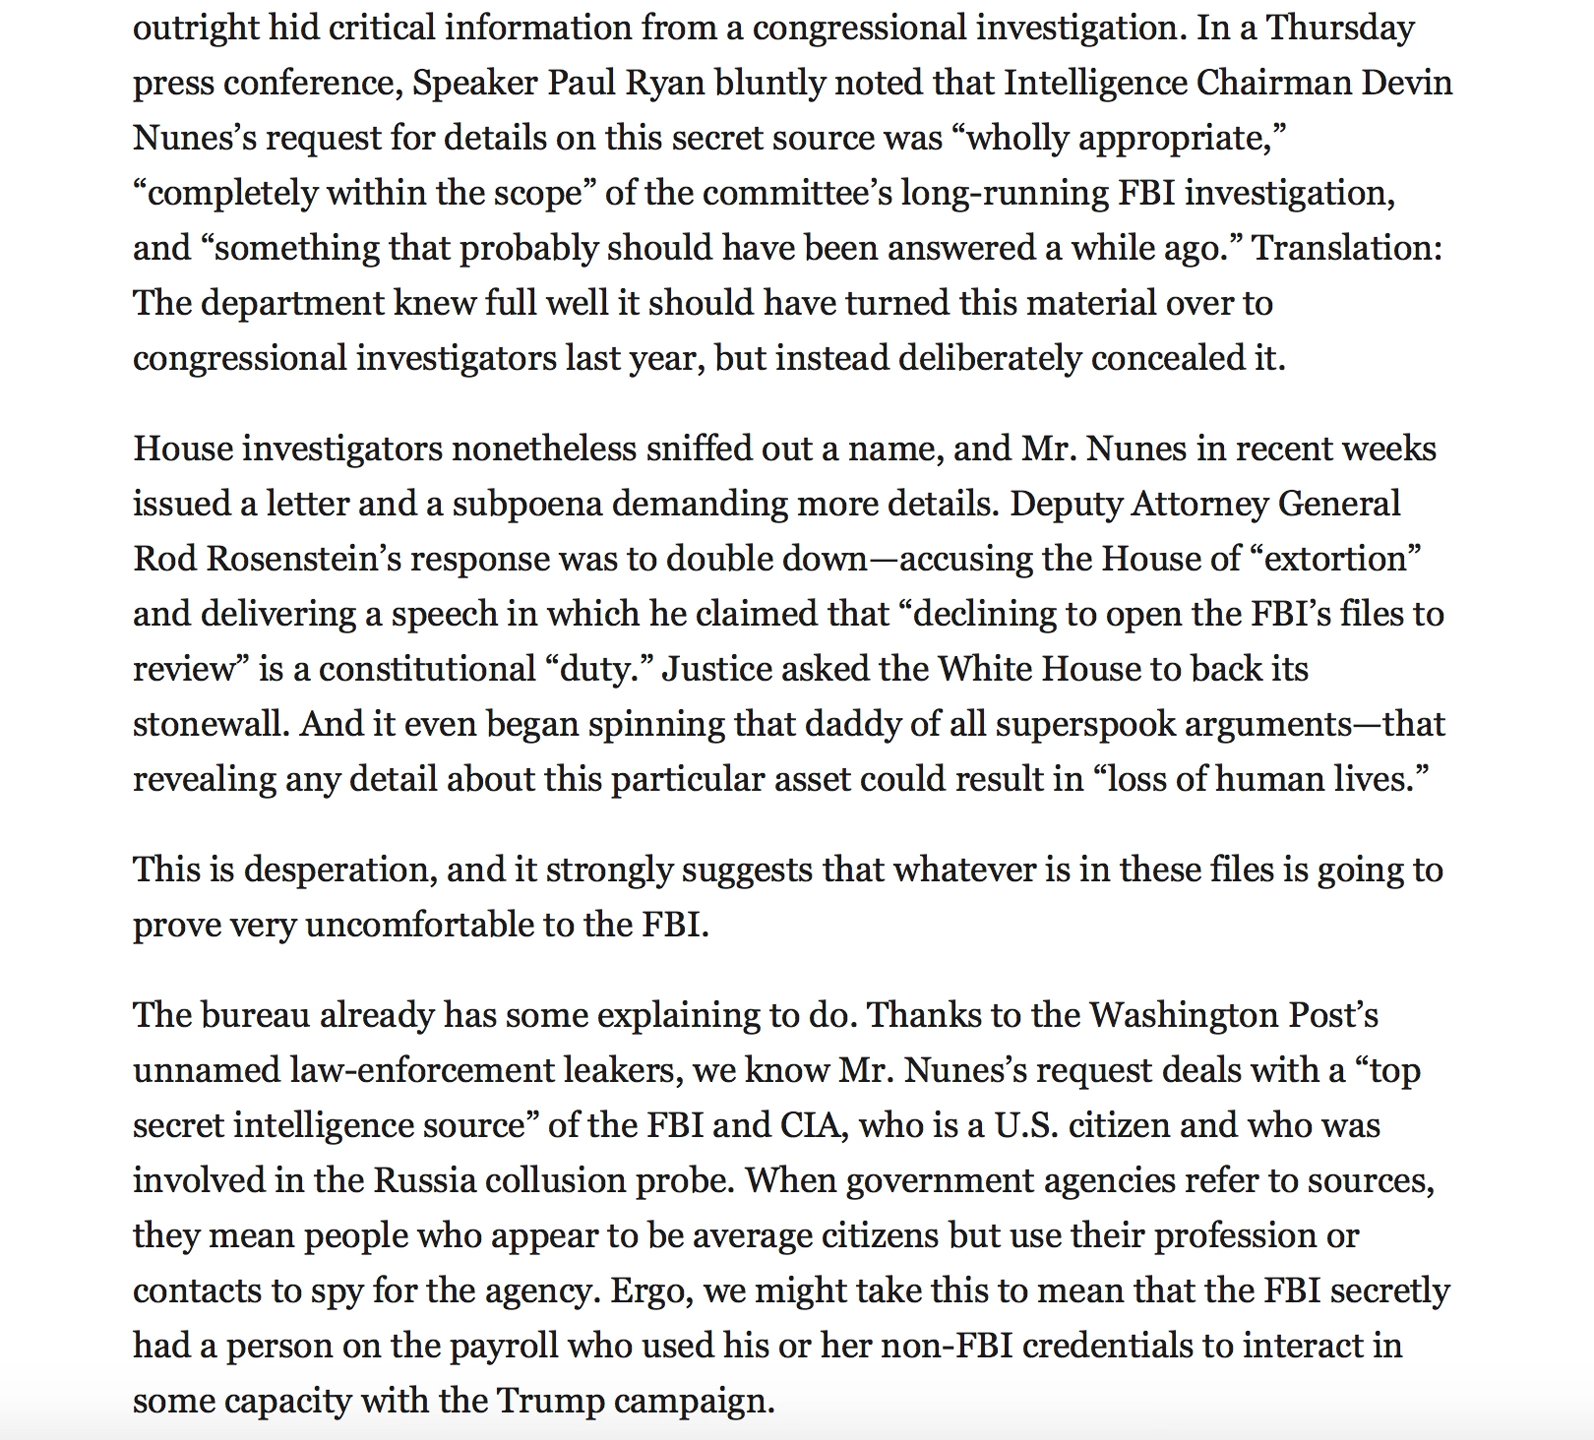 outright hid critical information from a congressional investigation. In a Thursday
press conference, Speaker Paul Ryan bluntly noted that Intelligence Chairman Devin
Nunes’s request for details on this secret source was “wholly appropriate,”
“completely within the scope” of the committee’s long-running FBI investigation,
and “something that probably should have been answered a while ago.” Translation:
The department knew full well it should have turned this material over to
congressional investigators last year, but instead deliberately concealed it.
House investigators nonetheless sniffed out a name, and Mr. Nunes in recent weeks
issued a letter and a subpoena demanding more details. Deputy Attorney General
Rod Rosenstein’s response was to double down—accusing the House of “extortion”
and delivering a speech in which he claimed that “declining to open the FBI’s files to
review” is a constitutional “duty.” Justice asked the White House to back its
stonewall. And it even began spinning that daddy of all superspook arguments—that
revealing any detail about this particular asset could result in “loss of human lives.”
This is desperation, and it strongly suggests that whatever is in these files is going to
prove very uncomfortable to the FBI.
The bureau already has some explaining to do. Thanks to the Washington Post’s
unnamed law-enforcement leakers, we know Mr. Nunes’s request deals with a “top
secret intelligence source” of the FBI and CIA, who is a U.S. citizen and who was
involved in the Russia collusion probe. When government agencies refer to sources,
they mean people who appear to be average citizens but use their profession or
contacts to spy for the agency. Ergo, we might take this to mean that the FBI secretly
had a person on the payroll who used his or her non-FBI credentials to interact in
some capacity with the Trump campaign.